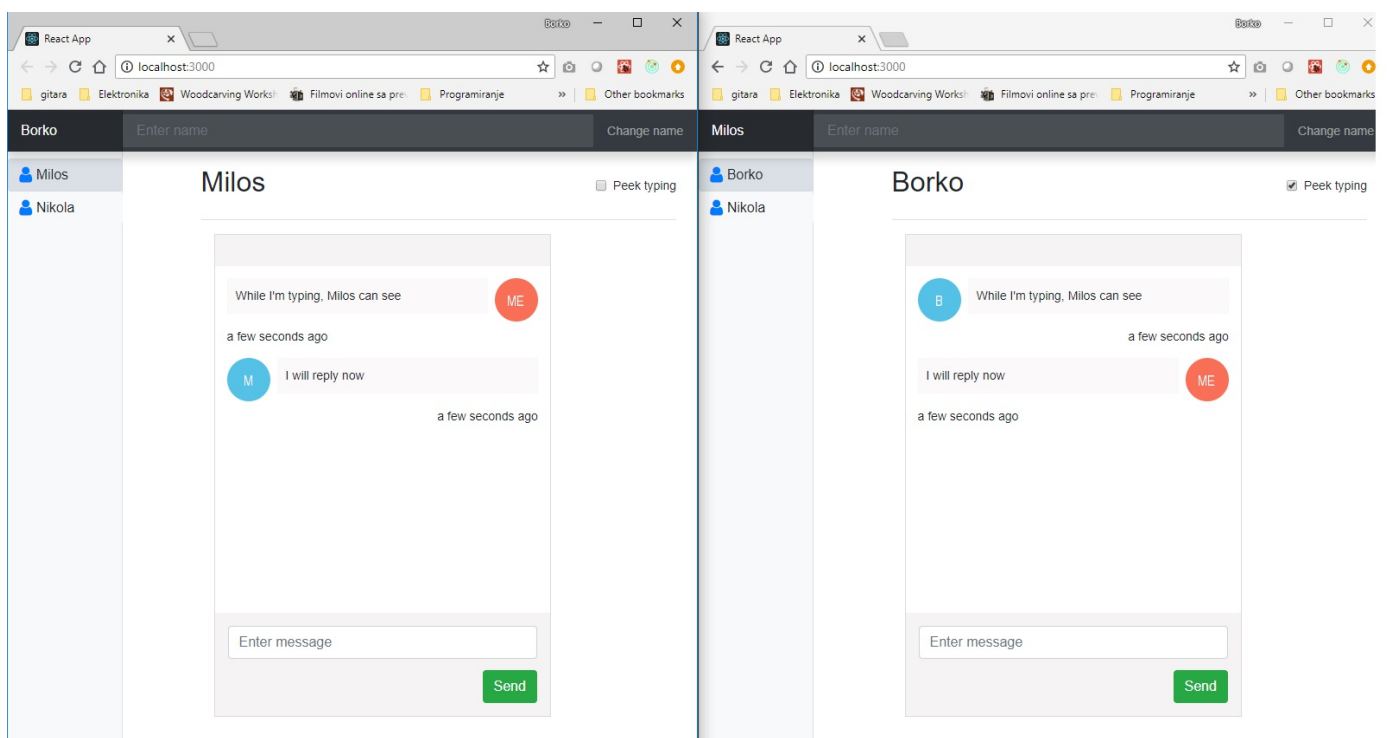 Borko
React App
localhost:3000
gitara Elektronika Woodcarving Worksh Filmovi online sa prev Programiranje » Other bookmarks
Borko Enter name Change name
Milos
Nikola
Milos Peek typing
While I'm typing, Milos can see
ME
a few seconds ago
M
I will reply now
a few seconds ago
Enter message
Send
Borko
React App
localhost:3000
gitara Elektronika Woodcarving Worksh Filmovi online sa prev Programiranje » Other bookmarks
Milos Enter name Change name
Borko
Nikola
Borko Peek typing
B
While I'm typing, Milos can see
a few seconds ago
I will reply now
ME
a few seconds ago
Enter message
Send